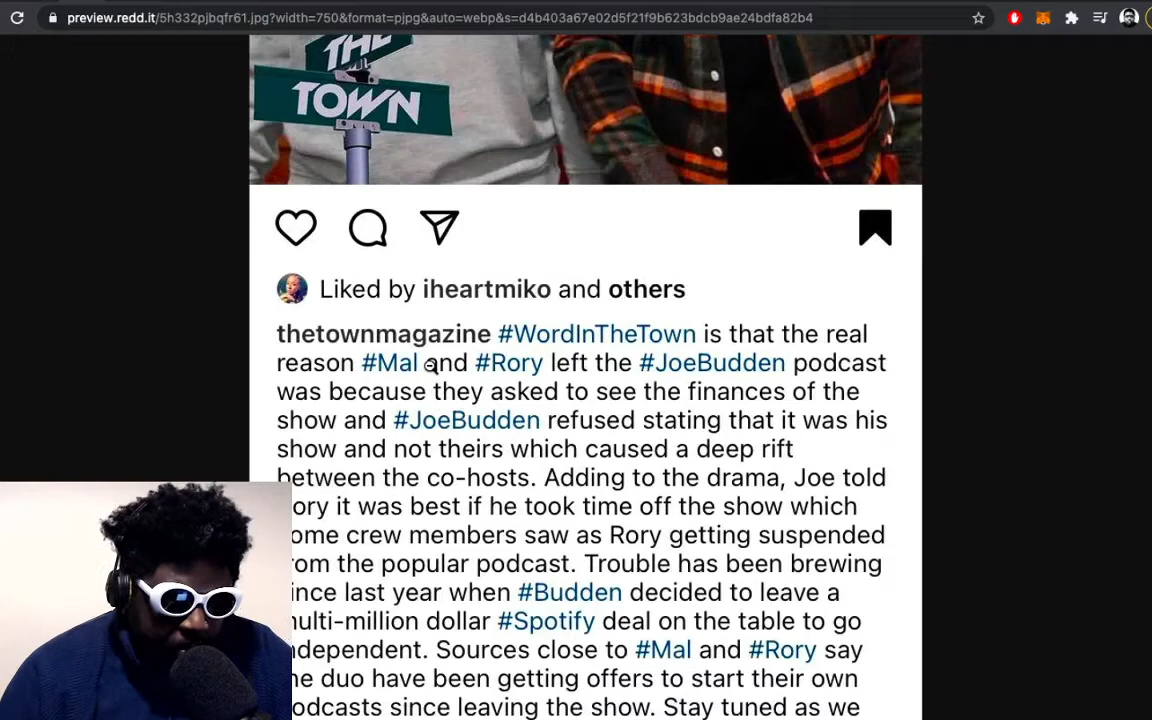 preview.redd.it/5h332pjbqfr61.jpg?width=750&format=pjpg&auto=webp&s=d4b403a67e02d5f21f9b623bdcb9ae24bdfa82b4
THE
TOWN
Liked by iheartmiko and others
thetownmagazine #WordInTheTown is that the real
reason #Mal and #Rory left the #JoeBudden podcast
was because they asked to see the finances of the
show and #JoeBudden refused stating that it was his
show and not theirs which caused a deep rift
between the co-hosts. Adding to the drama, Joe told
ory it was best if he took time off the show which
ome crew members saw as Rory getting suspended
rom the popular podcast. Trouble has been brewing
ince last year when #Budden decided to leave a
ulti-million dollar #Spotify deal on the table to go
dependent. Sources close to #Mal and #Rory say
he duo have been getting offers to start their own
odcasts since leaving the show. Stay tuned as we